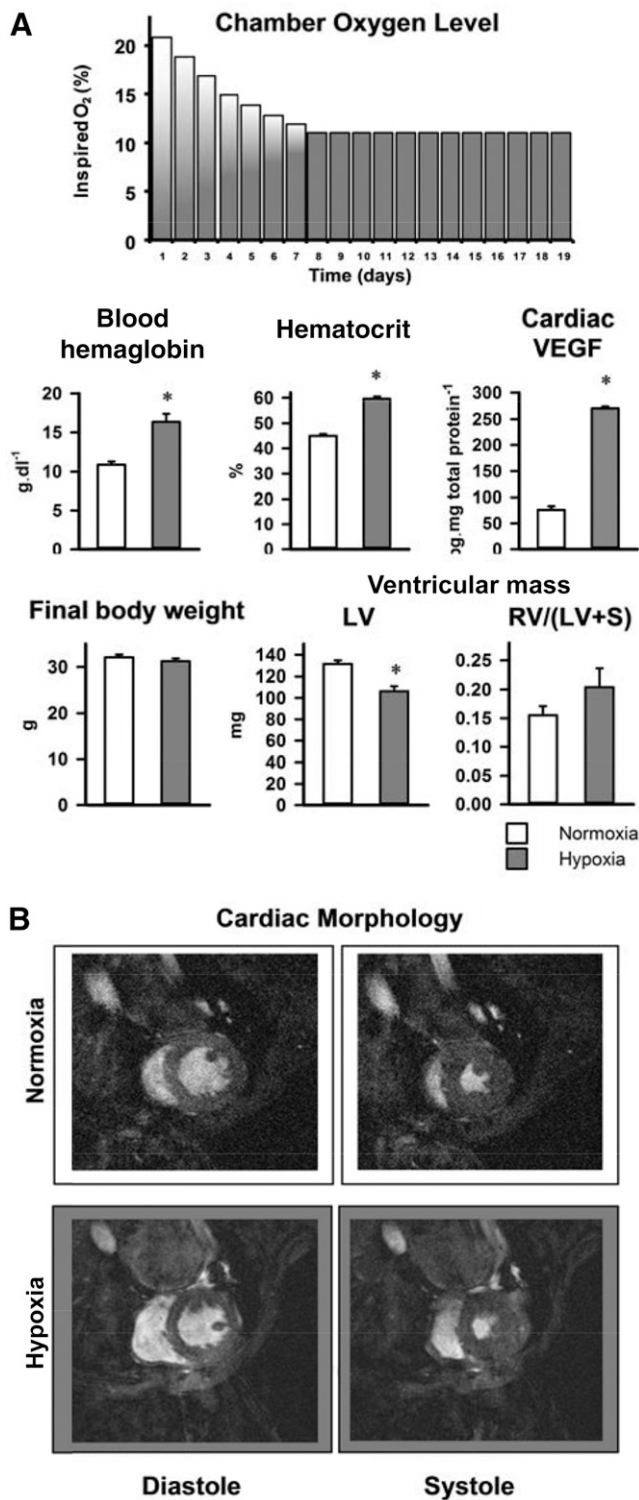 A
Chamber Oxygen Level
Inspired O₂ (%)
20
15
10
5
0
1 2 3 4 5 6 7 8 9 10 11 12 13 14 15 16 17 18 19
Time (days)
Blood
hemaglobin
g.dl⁻¹
20
15
10
5
0
*
Hematocrit
%
60
50
40
30
20
10
0
*
Cardiac
VEGF
pg.mg total protein⁻¹
300
250
200
150
100
50
0
*
Final body weight
g
30
20
10
0
Ventricular mass
LV
mg
140
120
100
80
60
40
20
0
*
RV/(LV+S)
0.25
0.20
0.15
0.10
0.05
0.00
Normoxia
Hypoxia
B
Cardiac Morphology
Normoxia
Hypoxia
Diastole
Systole